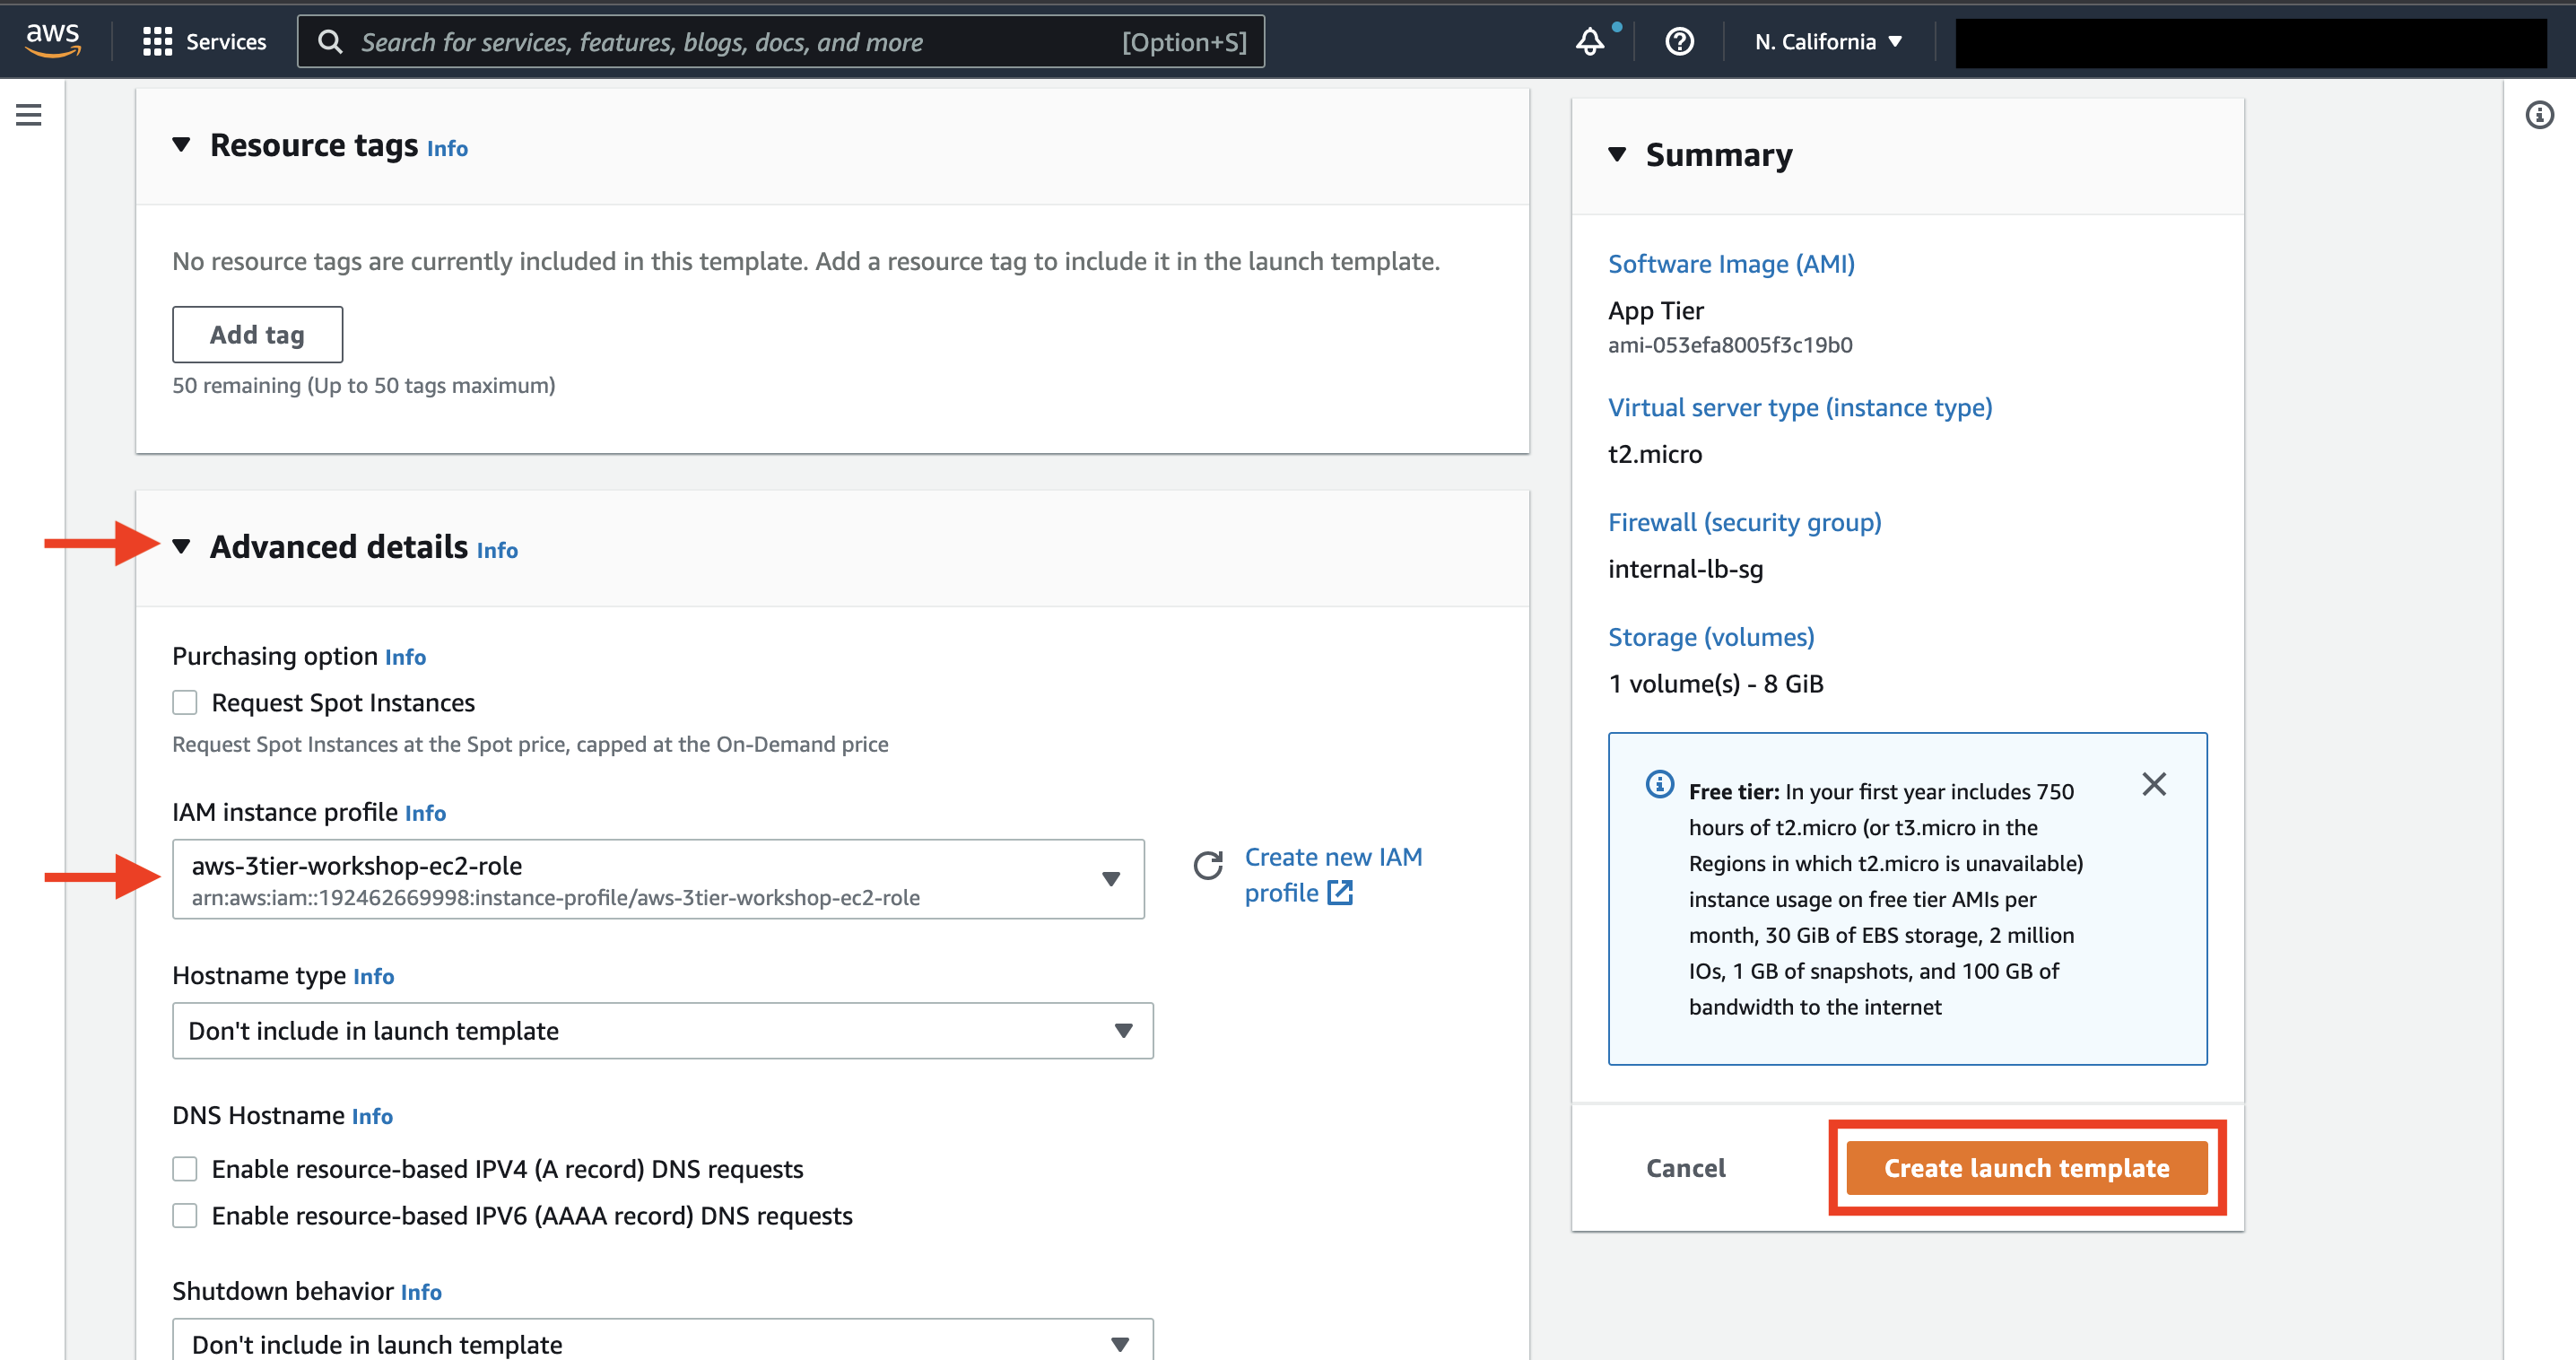 aws
Services
Search for services, features, blogs, docs, and more
[Option+S]
N. California
Resource tags Info
No resource tags are currently included in this template. Add a resource tag to include it in the launch template.
Add tag
50 remaining (Up to 50 tags maximum)
Advanced details Info
Purchasing option Info
Request Spot Instances
Request Spot Instances at the Spot price, capped at the On-Demand price
IAM instance profile Info
aws-3tier-workshop-ec2-role
arn:aws:iam::192462669998:instance-profile/aws-3tier-workshop-ec2-role
Create new IAM
profile
Hostname type Info
Don't include in launch template
DNS Hostname Info
Enable resource-based IPV4 (A record) DNS requests
Enable resource-based IPV6 (AAAA record) DNS requests
Shutdown behavior Info
Don't include in launch template
Summary
Software Image (AMI)
App Tier
ami-053efa8005f3c19b0
Virtual server type (instance type)
t2.micro
Firewall (security group)
internal-lb-sg
Storage (volumes)
1 volume(s) - 8 GiB
Free tier: In your first year includes 750
hours of t2.micro (or t3.micro in the
Regions in which t2.micro is unavailable)
instance usage on free tier AMIs per
month, 30 GiB of EBS storage, 2 million
IOs, 1 GB of snapshots, and 100 GB of
bandwidth to the internet
Cancel
Create launch template